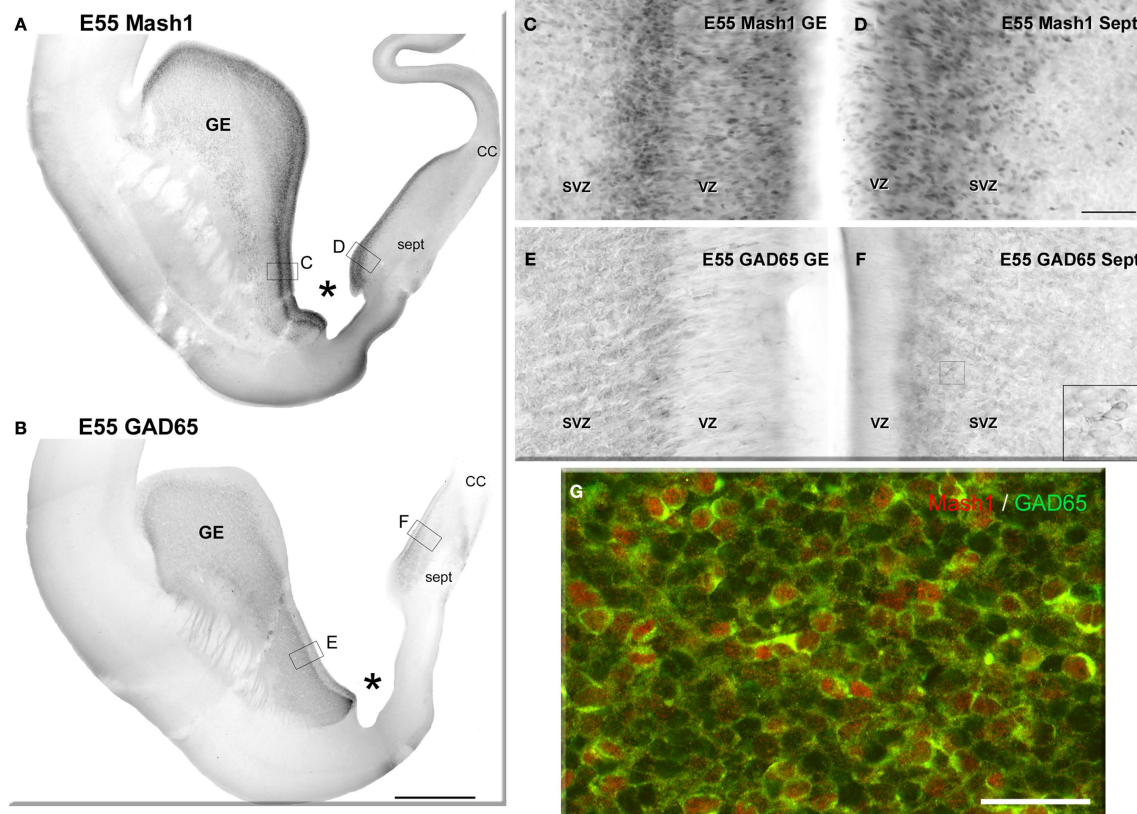 A
E55 Mash1
GE
CC
D
sept
C
*
B
E55 GAD65
CC
GE
F
sept
E
*
C
E55 Mash1 GE
SVZ
VZ
D
E55 Mash1 Sept
VZ
SVZ
E
E55 GAD65 GE
SVZ
VZ
F
E55 GAD65 Sept
VZ
SVZ
G
Mash1 / GAD65